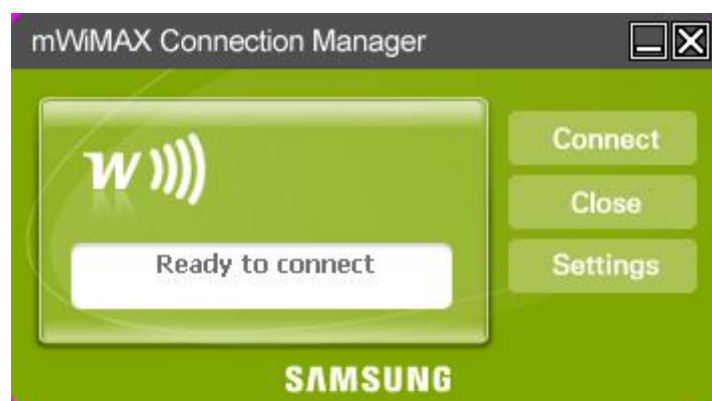 mWiMAX Connection Manager
w
Ready to connect
Connect
Close
Settings
SAMSUNG